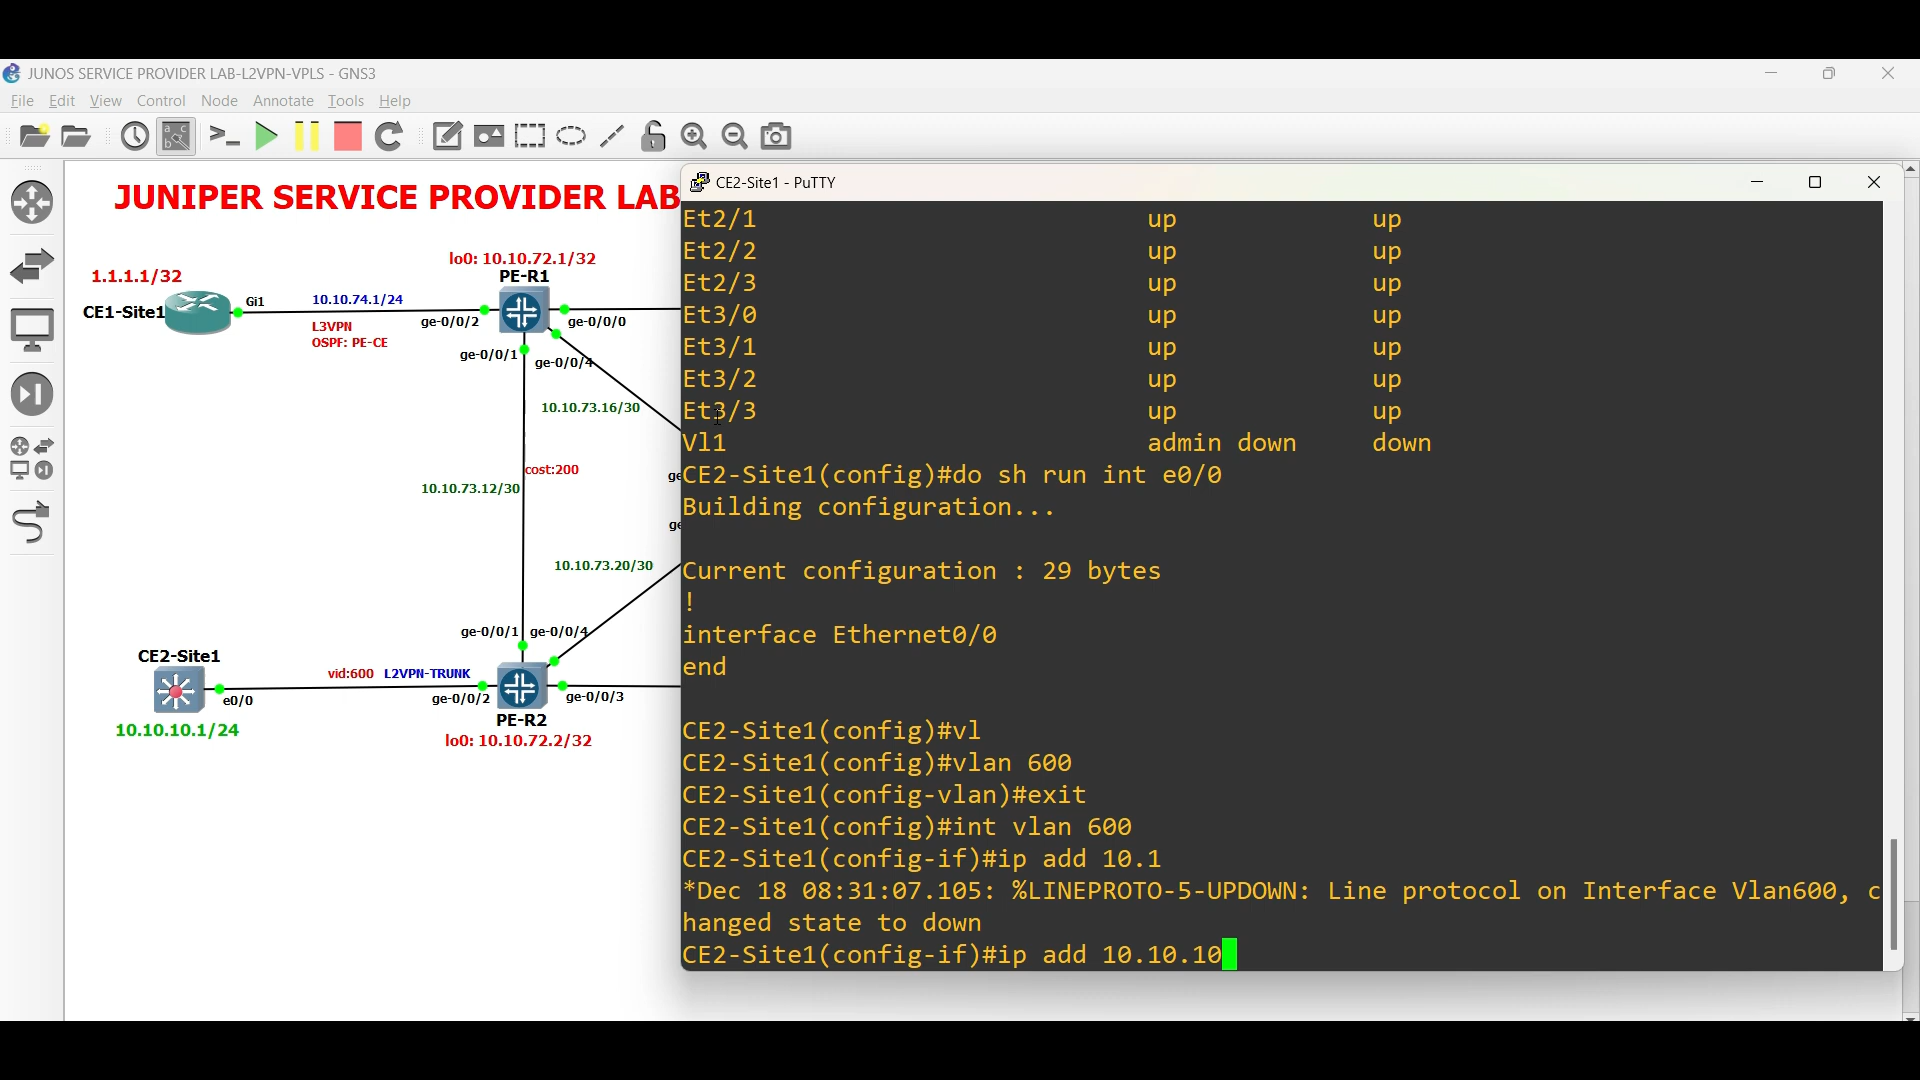 JUNOS SERVICE PROVIDER LAB-L2VPN-VPLS - GNS3
File Edit View Control Node Annotate Tools Help
JUNIPER SERVICE PROVIDER LAB
1.1.1.1/32
CE1-Site1
Gi1
10.10.74.1/24
L3VPN
OSPF: PE-CE
lo0: 10.10.72.1/32
PE-R1
ge-0/0/2
ge-0/0/0
ge-0/0/1
ge-0/0/4
10.10.73.16/30
cost:200
10.10.73.12/30
ge
ge
10.10.73.20/30
ge-0/0/1
ge-0/0/4
CE2-Site1
e0/0
10.10.10.1/24
vid:600 L2VPN-TRUNK
ge-0/0/2
ge-0/0/3
PE-R2
lo0: 10.10.72.2/32
CE2-Site1 - PuTTY
Et2/1 up up
Et2/2 up up
Et2/3 up up
Et3/0 up up
Et3/1 up up
Et3/2 up up
Et3/3 up up
Vl1 admin down down
CE2-Site1(config)#do sh run int e0/0
Building configuration...
Current configuration : 29 bytes
!
interface Ethernet0/0
end
CE2-Site1(config)#vl
CE2-Site1(config)#vlan 600
CE2-Site1(config-vlan)#exit
CE2-Site1(config)#int vlan 600
CE2-Site1(config-if)#ip add 10.1
*Dec 18 08:31:07.105: %LINEPROTO-5-UPDOWN: Line protocol on Interface Vlan600, c
hanged state to down
CE2-Site1(config-if)#ip add 10.10.10